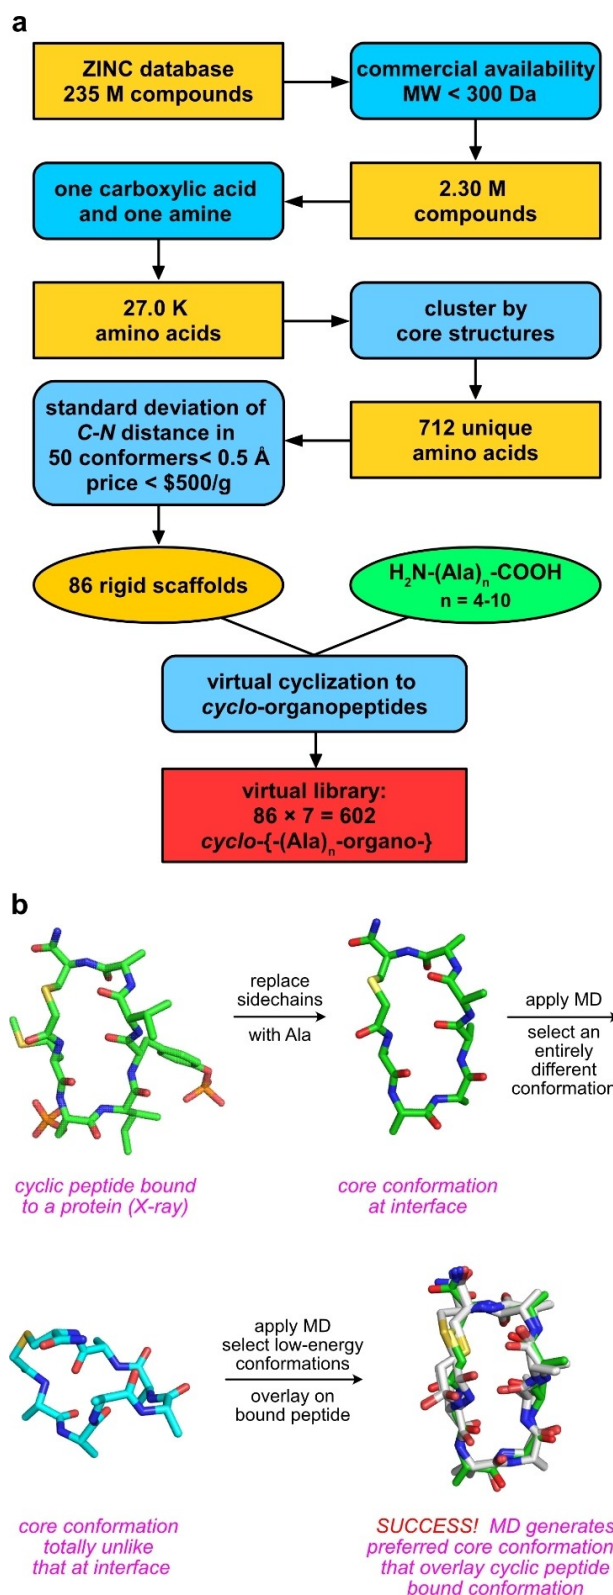 a
ZINC database
235 M compounds
commercial availability
MW < 300 Da
one carboxylic acid
and one amine
2.30 M
compounds
27.0 K
amino acids
cluster by
core structures
standard deviation of
C-N distance in
50 conformers< 0.5 Å
price < $500/g
712 unique
amino acids
86 rigid scaffolds
H2N-(Ala)n-COOH
n = 4-10
virtual cyclization to
cyclo-organopeptides
virtual library:
86 × 7 = 602
cyclo-{-(Ala)n-organo-}
b
replace
sidechains
with Ala
apply MD
select an
entirely
different
conformation
cyclic peptide bound
to a protein (X-ray)
core conformation
at interface
apply MD
select low-energy
conformations
overlay on
bound peptide
core conformation
totally unlike
that at interface
SUCCESS! MD generates
preferred core conformation
that overlay cyclic peptide
bound conformation